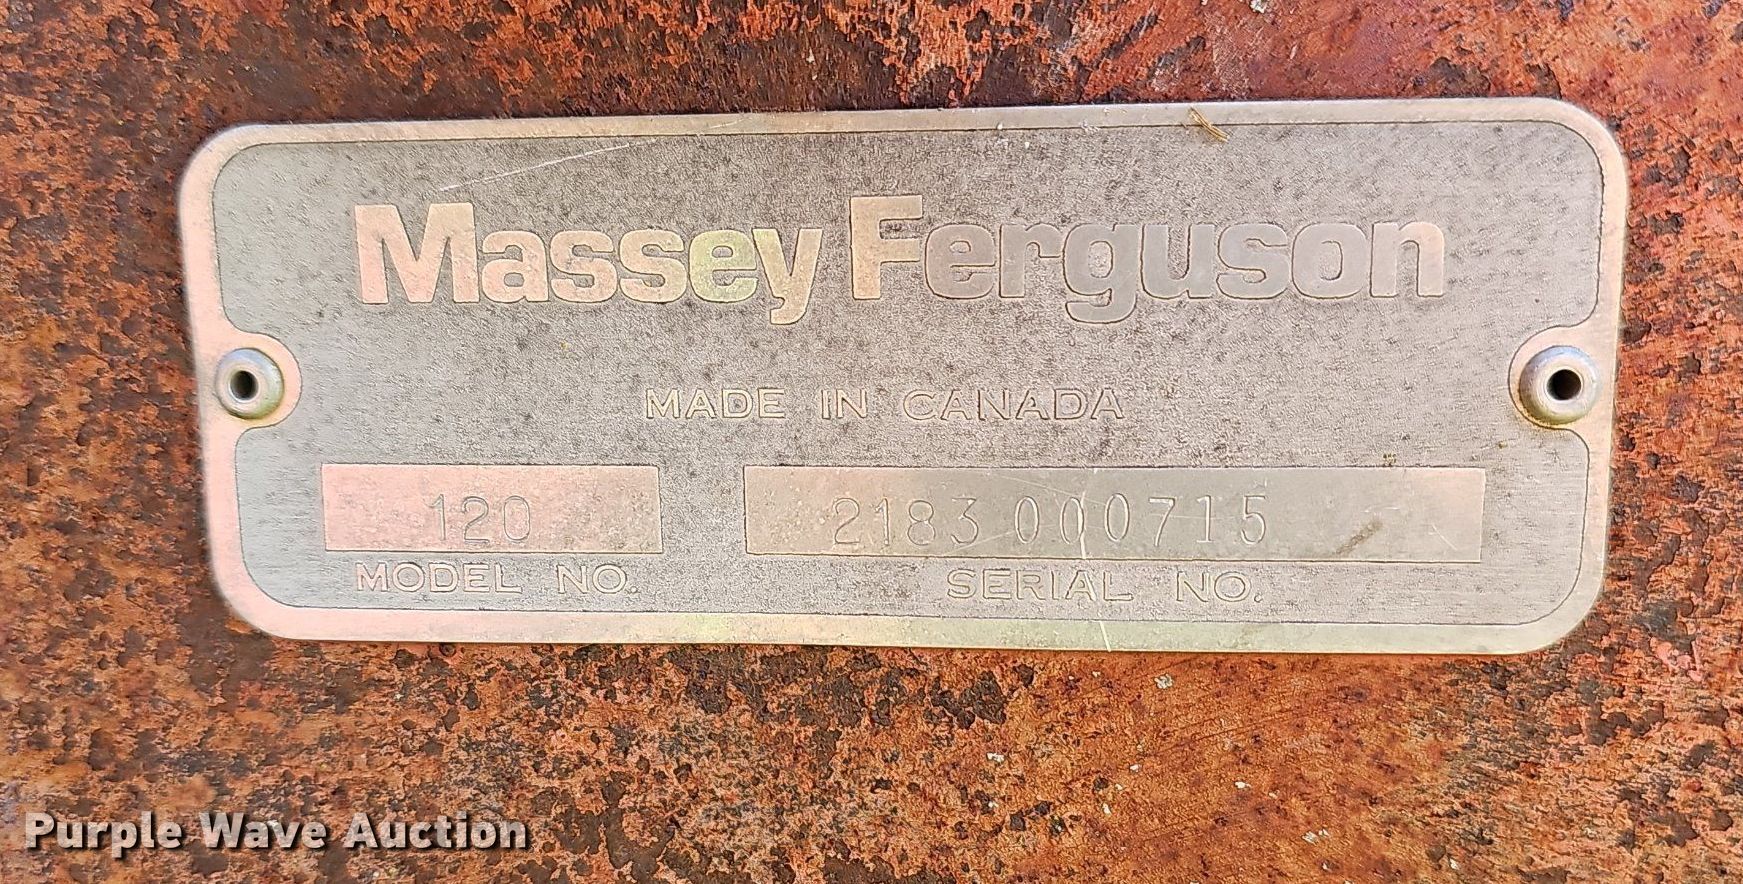 Massey Ferguson
MADE IN CANADA
120 2183 000715
MODEL NO. SERIAL NO.
Purple Wave Auction